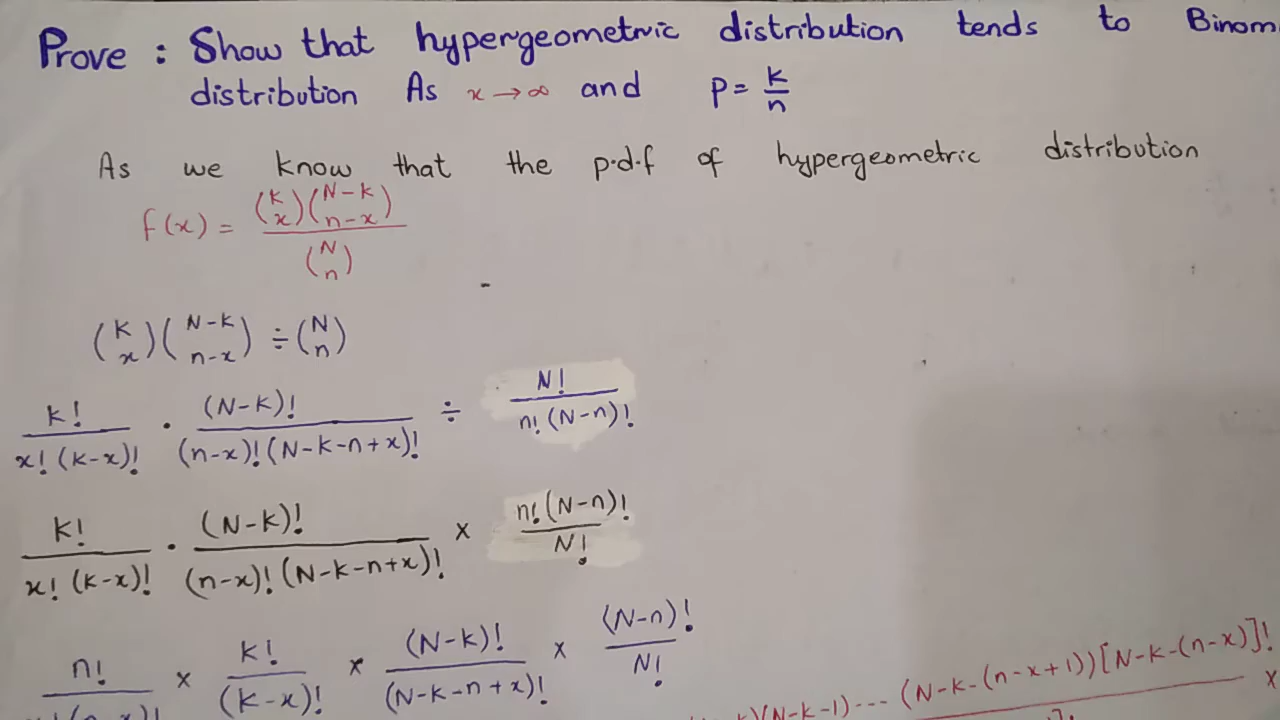 Prove : Show that hypergeometric distribution tends to Binom
distribution As x → ∞ and P = k/n
As we know that the p.d.f of hypergeometric distribution
f(x) = (k x)(N-k n-x) / (N n)
(k x)(N-k n-x) ÷ (N n)
k! / x!(k-x)! · (N-k)! / (n-x)!(N-k-n+x)! ÷ N! / n!(N-n)!
k! / x!(k-x)! · (N-k)! / (n-x)!(N-k-n+x)! × n!(N-n)! / N!
n! × k! / (k-x)! × (N-k)! / (N-k-n+x)! × (N-n)! / N!
(N-k-1) --- (N-k-(n-x+1))[N-k-(n-x)]! ×